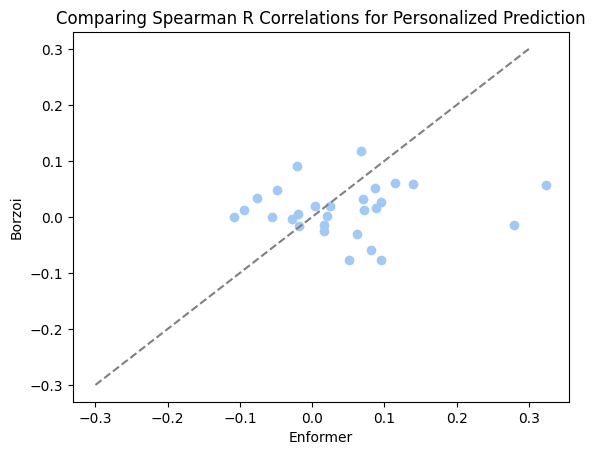 Comparing Spearman R Correlations for Personalized Prediction
0.3
0.2
0.1
0.0
−0.1
−0.2
−0.3
Borzoi
−0.3 −0.2 −0.1 0.0 0.1 0.2 0.3
Enformer